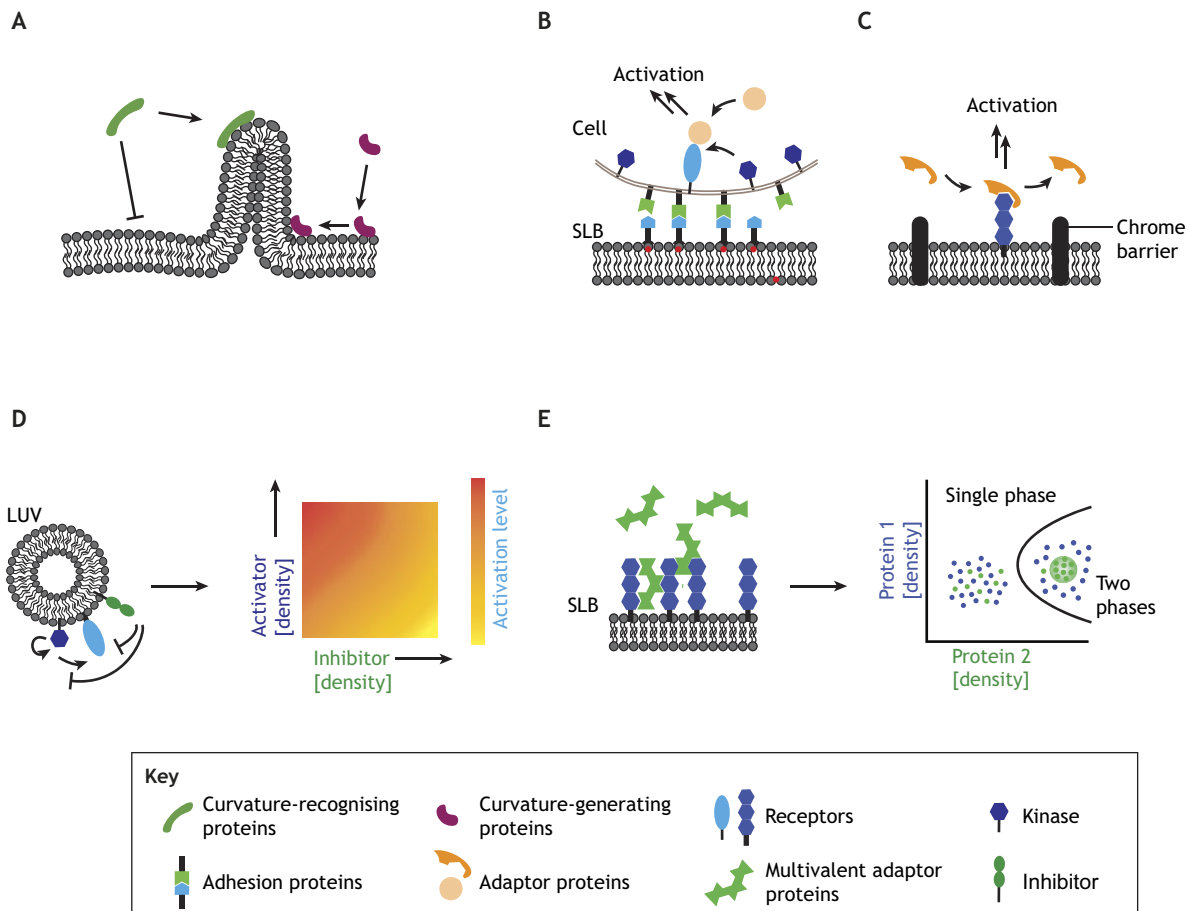 A
B
C
Activation
Cell
SLB
Activation
Chrome
barrier
D
E
LUV
Activator
[density]
Inhibitor
[density]
Activation level
SLB
Protein 1
[density]
Single phase
Two
phases
Protein 2
[density]
Key
Curvature-recognising
proteins
Curvature-generating
proteins
Receptors
Kinase
Adhesion proteins
Adaptor proteins
Multivalent adaptor
proteins
Inhibitor